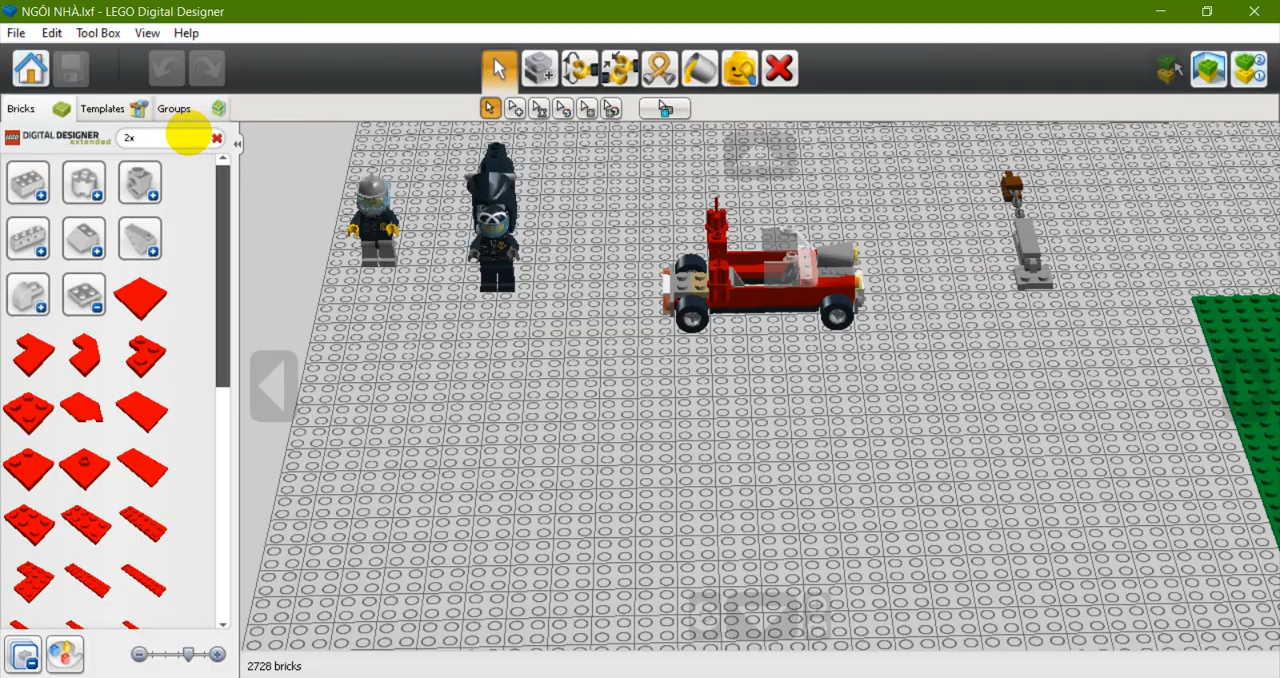 NGÔI NHÀ.lxf - LEGO Digital Designer
File Edit Tool Box View Help
Bricks Templates Groups
LEGO DIGITAL DESIGNER extended 2x
2728 bricks